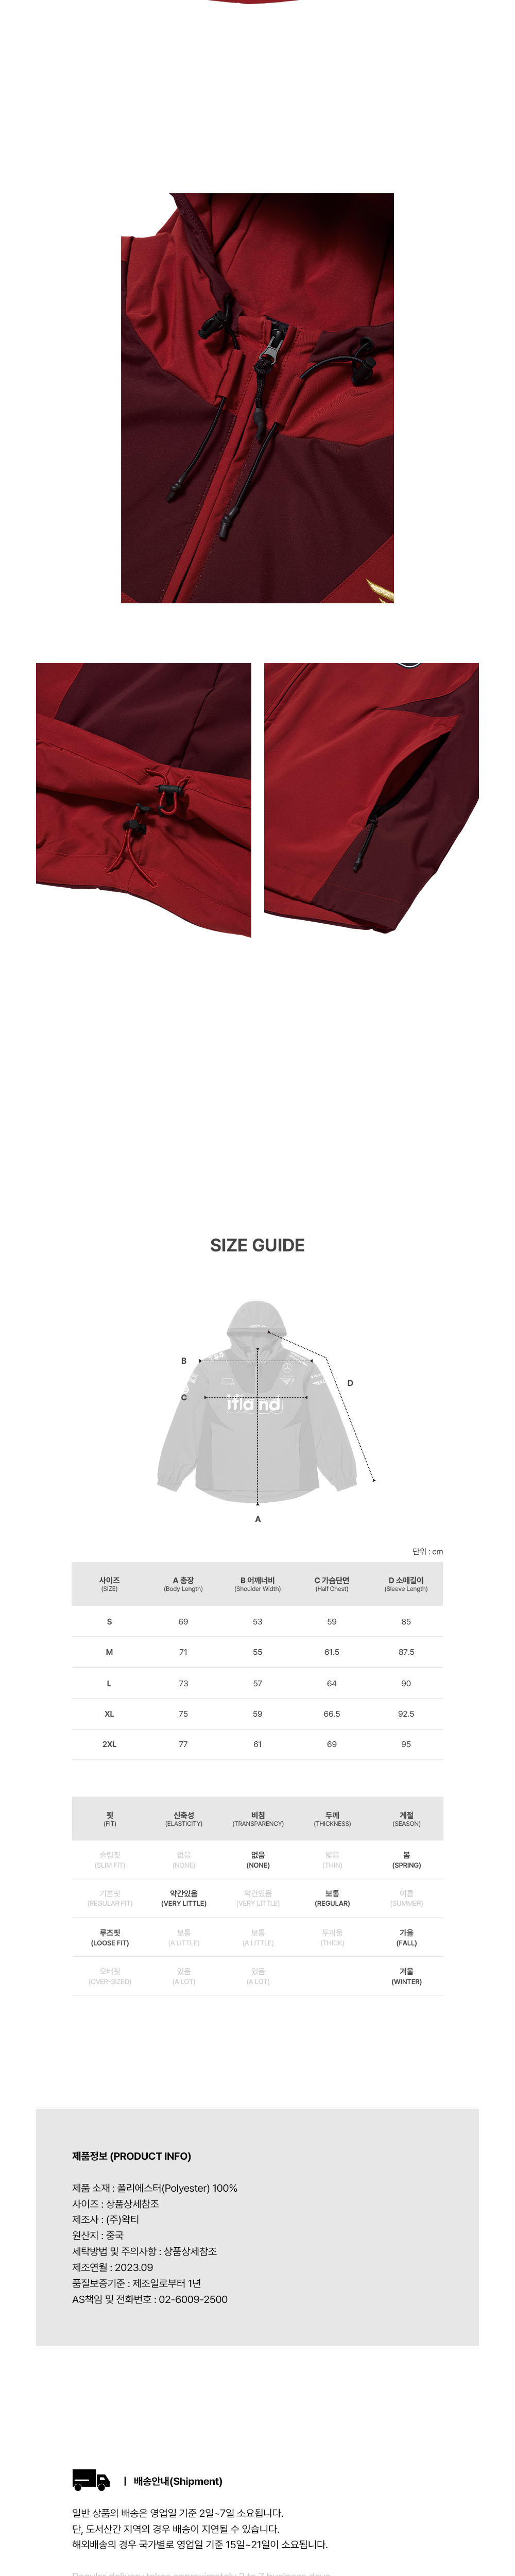 SIZE GUIDE
B
D
C
ifland
A
단위 : cm
사이즈 A 총장 B 어깨너비 C 가슴단면 D 소매길이
(SIZE) (Body Length) (Shoulder Width) (Half Chest) (Sleeve Length)
S 69 53 59 85
M 71 55 61.5 87.5
L 73 57 64 90
XL 75 59 66.5 92.5
2XL 77 61 69 95
핏 신축성 비침 두께 계절
(FIT) (ELASTICITY) (TRANSPARENCY) (THICKNESS) (SEASON)
슬림핏 없음 없음 얇음 봄
(SLIM FIT) (NONE) (NONE) (THIN) (SPRING)
기본핏 약간있음 약간있음 보통 여름
(REGULAR FIT) (VERY LITTLE) (VERY LITTLE) (REGULAR) (SUMMER)
루즈핏 보통 보통 두꺼움 가을
(LOOSE FIT) (A LITTLE) (A LITTLE) (THICK) (FALL)
오버핏 있음 있음 겨울
(OVER-SIZED) (A LOT) (A LOT) (WINTER)
제품정보 (PRODUCT INFO)
제품 소재 : 폴리에스터(Polyester) 100%
사이즈 : 상품상세참조
제조사 : (주)왁티
원산지 : 중국
세탁방법 및 주의사항 : 상품상세참조
제조연월 : 2023.09
품질보증기준 : 제조일로부터 1년
AS책임 및 전화번호 : 02-6009-2500
| 배송안내(Shipment)
일반 상품의 배송은 영업일 기준 2일~7일 소요됩니다.
단, 도서산간 지역의 경우 배송이 지연될 수 있습니다.
해외배송의 경우 국가별로 영업일 기준 15일~21일이 소요됩니다.